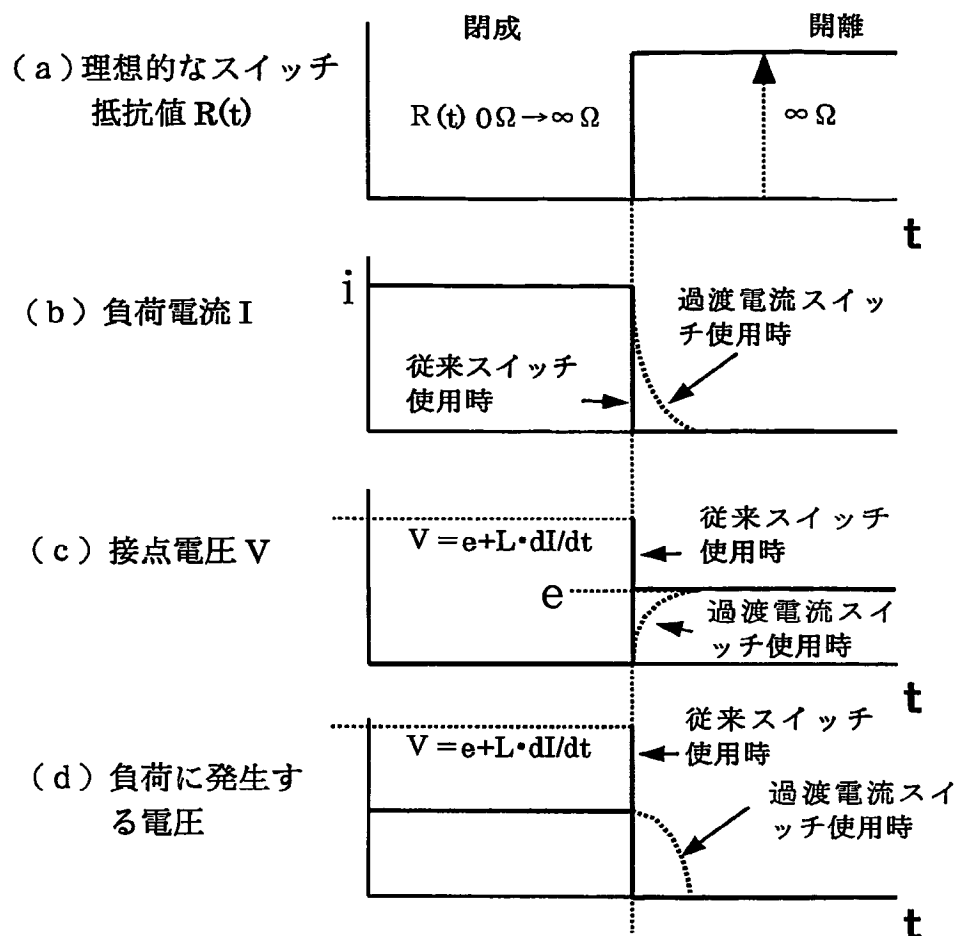 閉成
開離
(a)理想的なスイッチ
抵抗値 R(t)
R(t) 0Ω→∞Ω
∞Ω
t
(b)負荷電流 I
i
過渡電流スイッ
チ使用時
従来スイッチ
使用時
(c)接点電圧 V
V=e+L•dI/dt
従来スイッチ
使用時
e
過渡電流スイ
ッチ使用時
t
(d)負荷に発生す
る電圧
V=e+L•dI/dt
従来スイッチ
使用時
過渡電流スイ
ッチ使用時
t